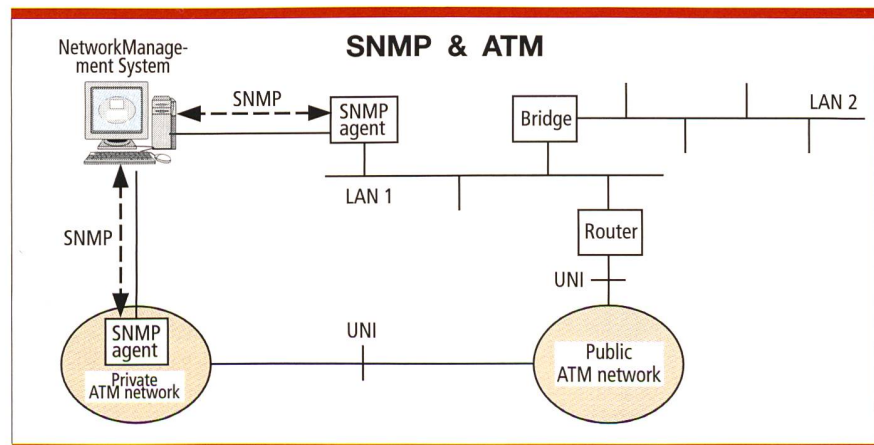 SNMP & ATM
NetworkManage-
ment System
SNMP
SNMP
agent
Bridge
LAN 2
LAN 1
SNMP
Router
UNI
SNMP
agent
Private
ATM network
UNI
Public
ATM network